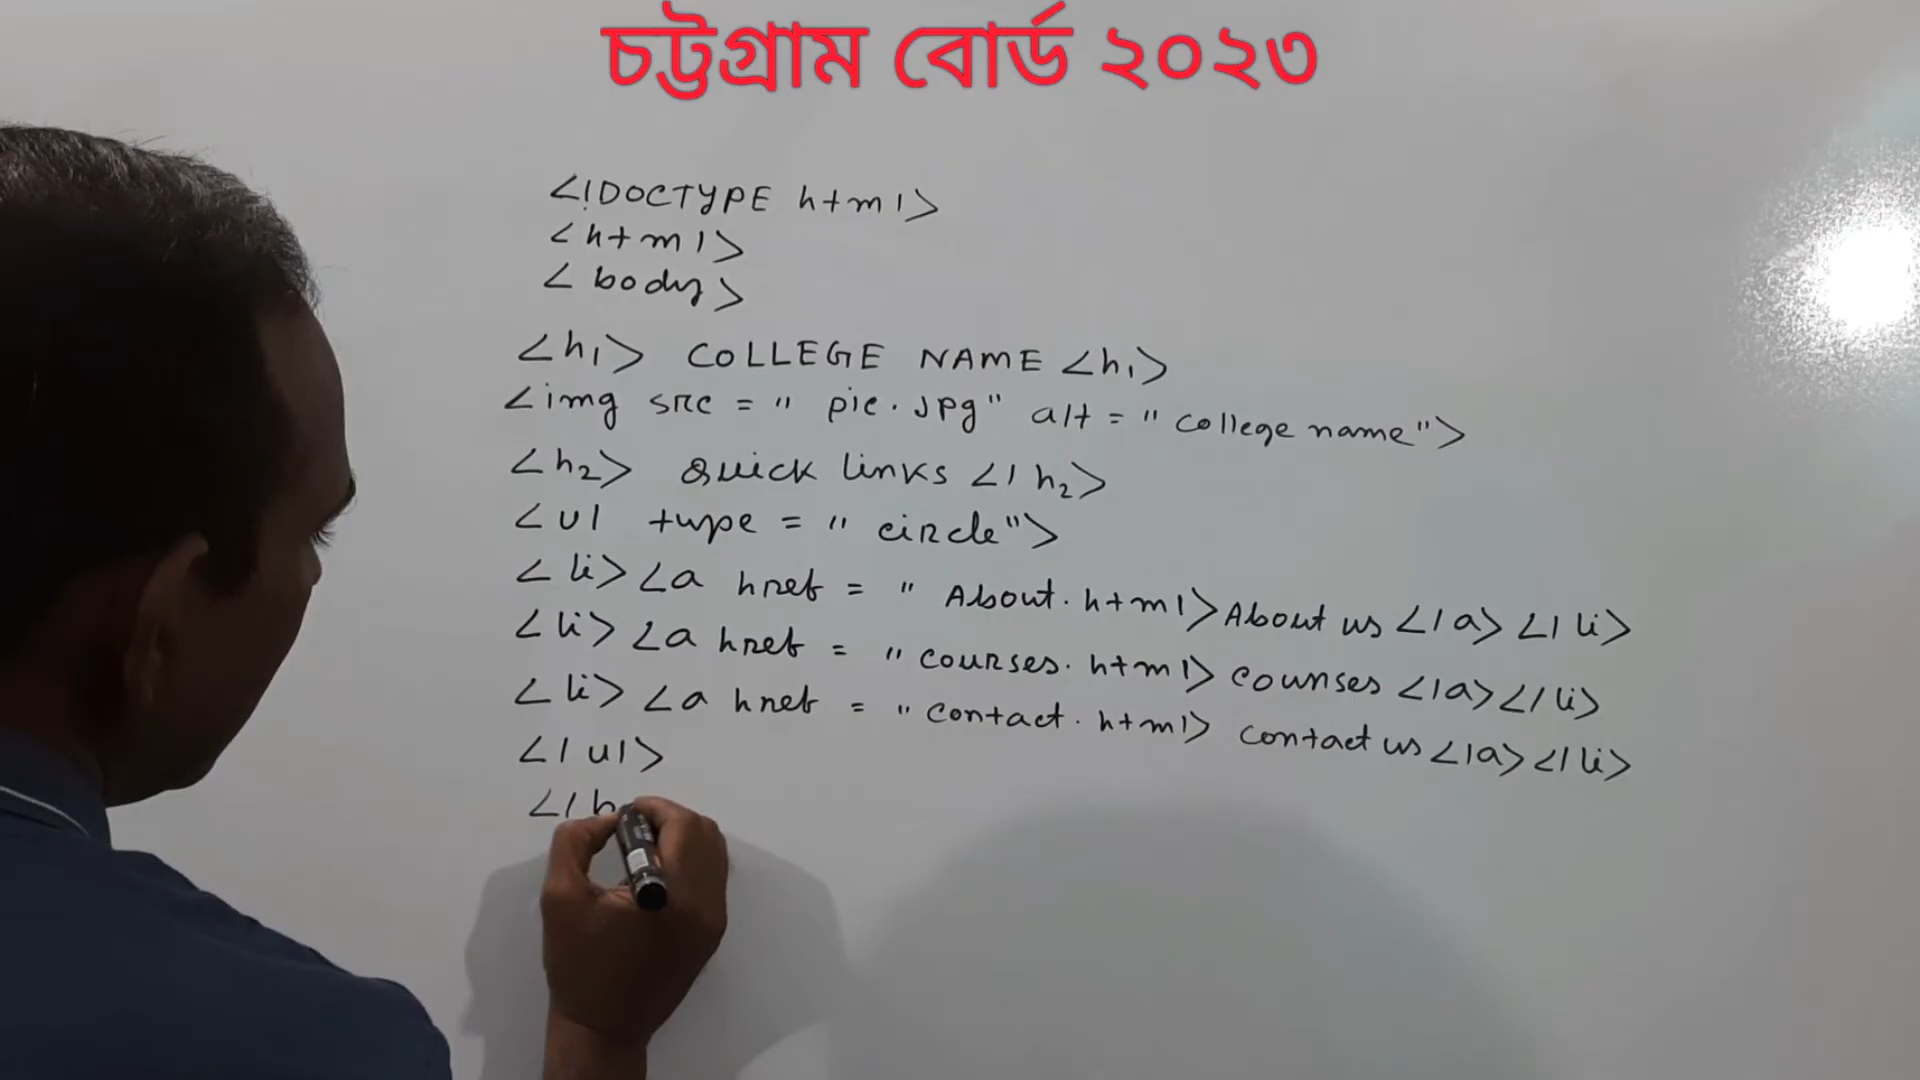 চট্টগ্রাম বোর্ড ২০২৩
<!DOCTYPE html>
<html>
<body>
<h1> COLLEGE NAME <h1>
<img src = " pic.jpg" alt = "college name">
<h2> Quick links </h2>
<ul type = "circle">
<li><a href = "About.html>About us </a></li>
<li><a href = "courses.html> courses </a></li>
<li><a href = "contact.html> contact us </a></li>
</ul>
</b